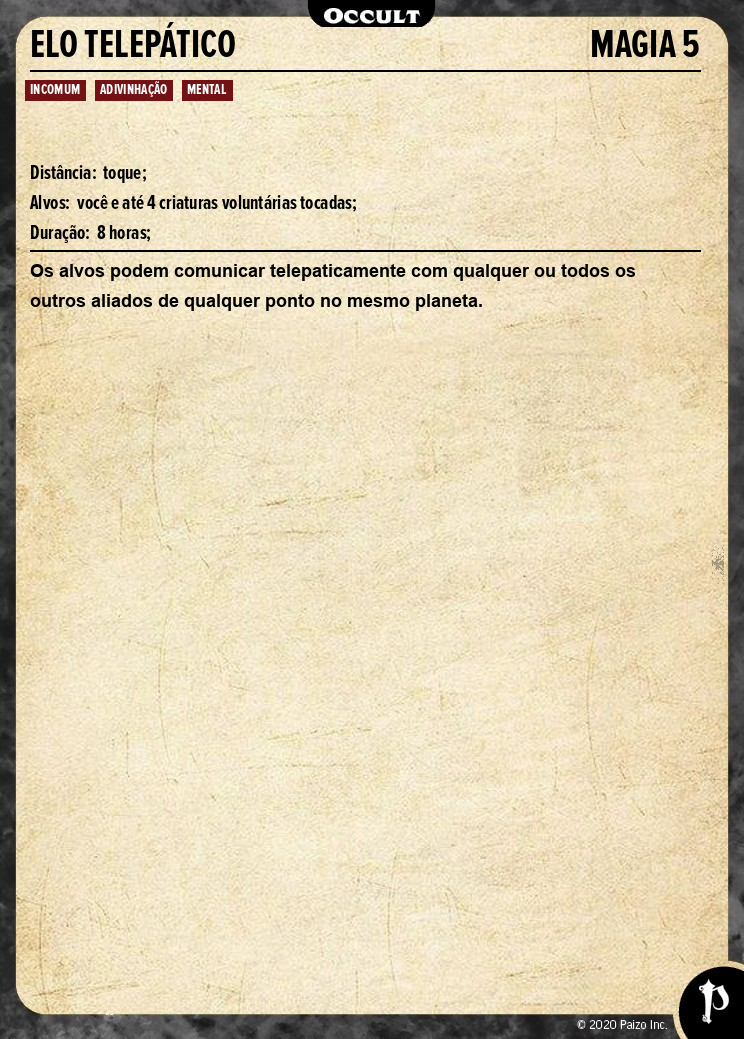 Occult
ELO TELEPÁTICO MAGIA 5
INCOMUM ADIVINHAÇÃO MENTAL
Distância: toque;
Alvos: você e até 4 criaturas voluntárias tocadas;
Duração: 8 horas;
Os alvos podem comunicar telepaticamente com qualquer ou todos os
outros aliados de qualquer ponto no mesmo planeta.
© 2020 Paizo Inc.